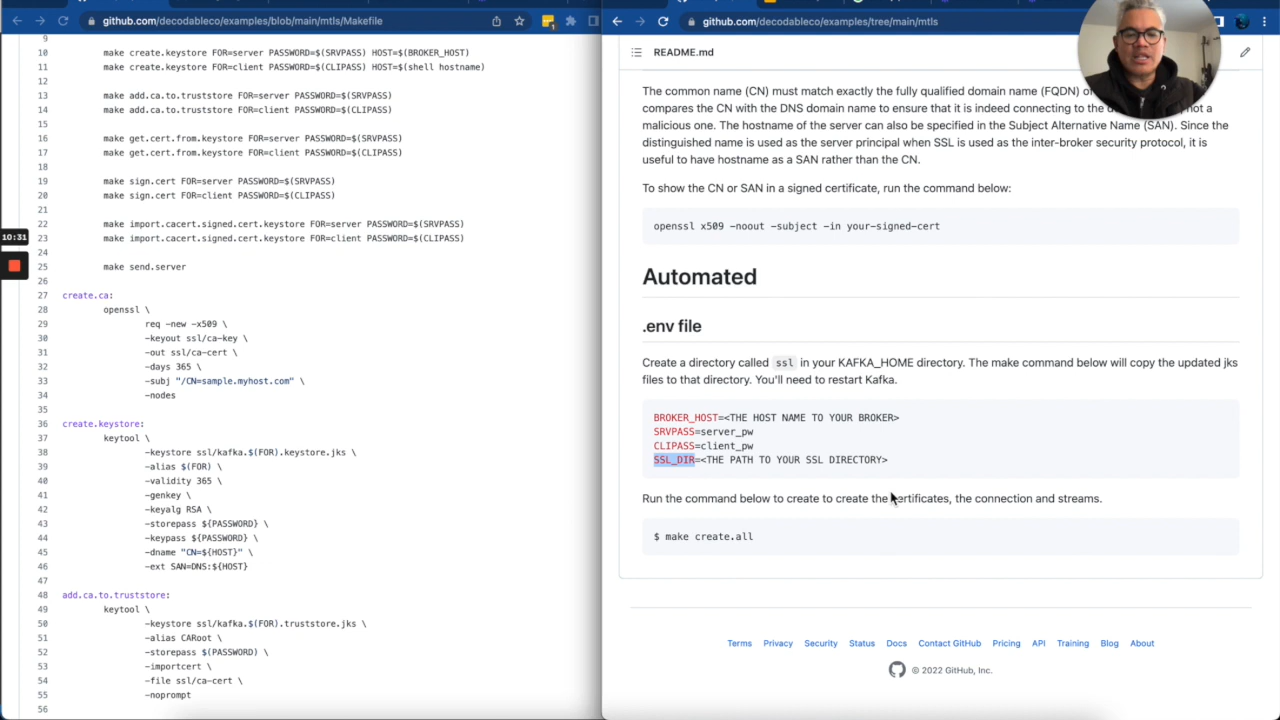 github.com/decodableco/examples/blob/main/mtls/Makefile
9
10 make create.keystore FOR=server PASSWORD=$(SRVPASS) HOST=$(BROKER_HOST)
11 make create.keystore FOR=client PASSWORD=$(CLIPASS) HOST=$(shell hostname)
12
13 make add.ca.to.truststore FOR=server PASSWORD=$(SRVPASS)
14 make add.ca.to.truststore FOR=client PASSWORD=$(CLIPASS)
15
16 make get.cert.from.keystore FOR=server PASSWORD=$(SRVPASS)
17 make get.cert.from.keystore FOR=client PASSWORD=$(CLIPASS)
18
19 make sign.cert FOR=server PASSWORD=$(SRVPASS)
20 make sign.cert FOR=client PASSWORD=$(CLIPASS)
21
10:31
22 make import.cacert.signed.cert.keystore FOR=server PASSWORD=$(SRVPASS)
23 make import.cacert.signed.cert.keystore FOR=client PASSWORD=$(CLIPASS)
24
25 make send.server
26
27 create.ca:
28 openssl \
29 req -new -x509 \
30 -keyout ssl/ca-key \
31 -out ssl/ca-cert \
32 -days 365 \
33 -subj "/CN=sample.myhost.com" \
34 -nodes
35
36 create.keystore:
37 keytool \
38 -keystore ssl/kafka.$(FOR).keystore.jks \
39 -alias $(FOR) \
40 -validity 365 \
41 -genkey \
42 -keyalg RSA \
43 -storepass ${PASSWORD} \
44 -keypass ${PASSWORD} \
45 -dname "CN=${HOST}" \
46 -ext SAN=DNS:${HOST}
47
48 add.ca.to.truststore:
49 keytool \
50 -keystore ssl/kafka.$(FOR).truststore.jks \
51 -alias CARoot \
52 -storepass $(PASSWORD) \
53 -importcert \
54 -file ssl/ca-cert \
55 -noprompt
56
github.com/decodableco/examples/tree/main/mtls
README.md
The common name (CN) must match exactly the fully qualified domain name (FQDN)
compares the CN with the DNS domain name to ensure that it is indeed connecting to the not a
malicious one. The hostname of the server can also be specified in the Subject Alternative Name (SAN). Since the
distinguished name is used as the server principal when SSL is used as the inter-broker security protocol, it is
useful to have hostname as a SAN rather than the CN.
To show the CN or SAN in a signed certificate, run the command below:
openssl x509 -noout -subject -in your-signed-cert
Automated
.env file
Create a directory called ssl in your KAFKA_HOME directory. The make command below will copy the updated jks
files to that directory. You'll need to restart Kafka.
BROKER_HOST=<THE HOST NAME TO YOUR BROKER>
SRVPASS=server_pw
CLIPASS=client_pw
SSL_DIR=<THE PATH TO YOUR SSL DIRECTORY>
Run the command below to create to create the certificates, the connection and streams.
$ make create.all
Terms Privacy Security Status Docs Contact GitHub Pricing API Training Blog About
© 2022 GitHub, Inc.